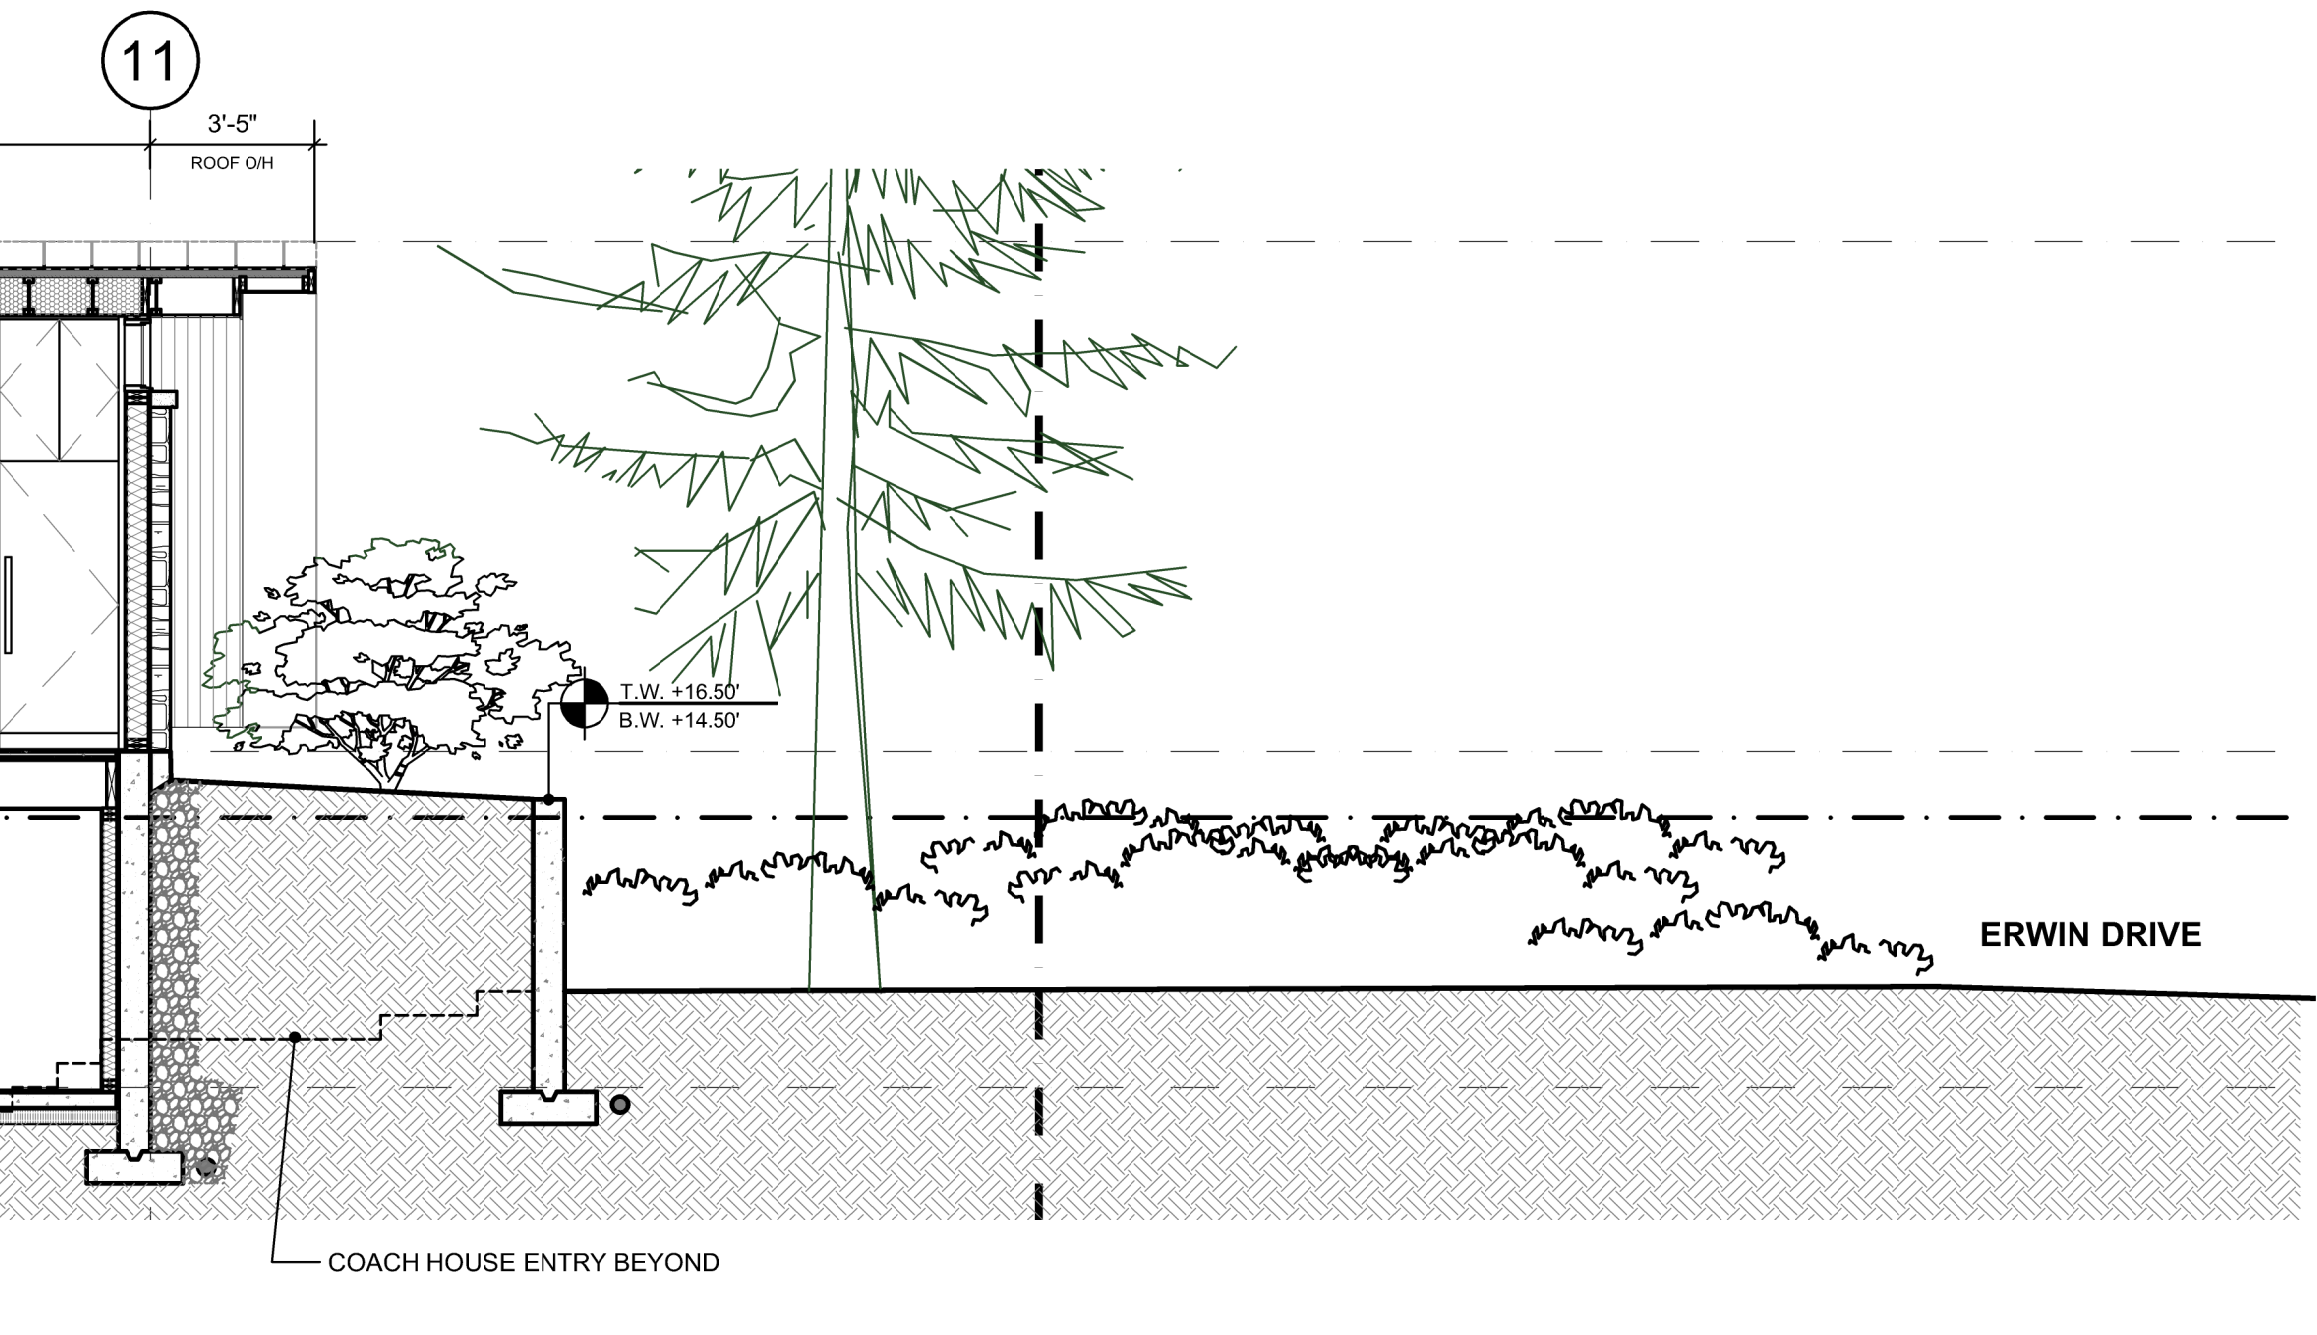 11
3'-5"
ROOF O/H
T.W. +16.50'
B.W. +14.50'
ERWIN DRIVE
COACH HOUSE ENTRY BEYOND